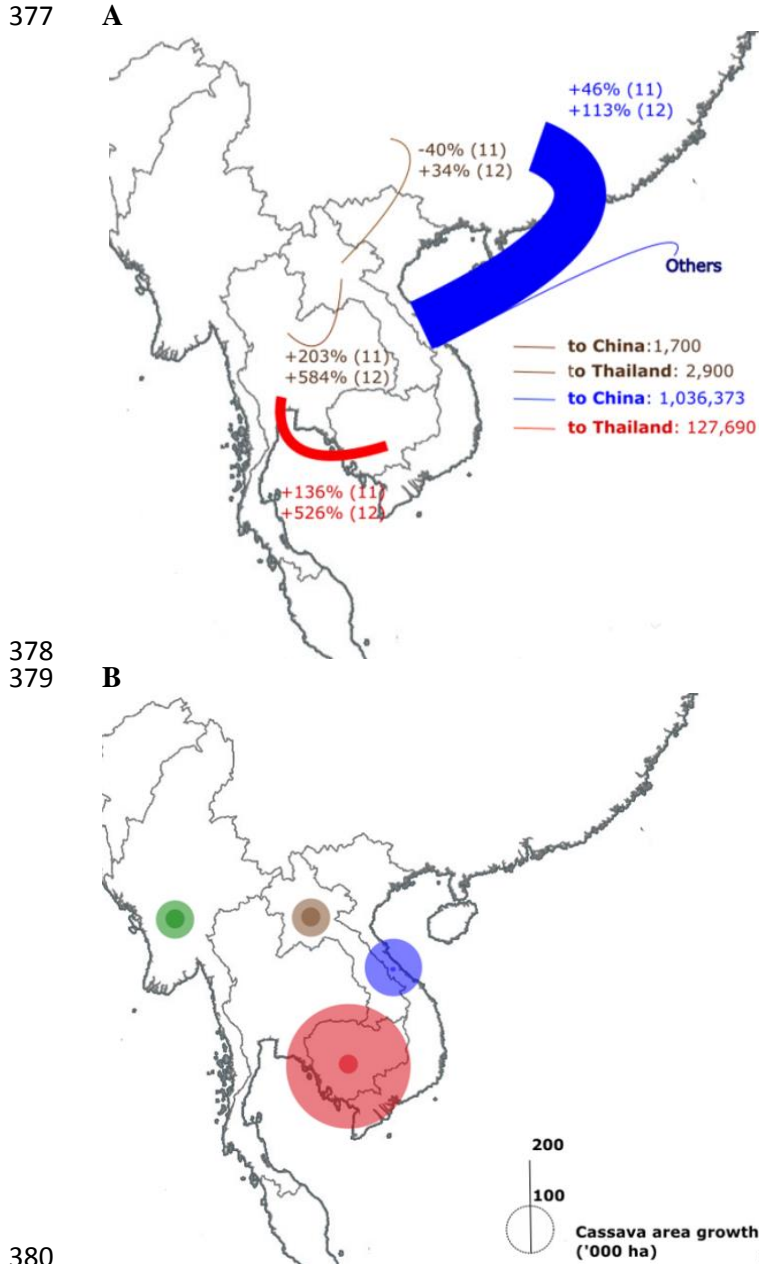 377 A
+46% (11)
+113% (12)
-40% (11)
+34% (12)
Others
+203% (11)
+584% (12)
to China:1,700
to Thailand: 2,900
to China: 1,036,373
to Thailand: 127,690
+136% (11)
+526% (12)
378
379 B
200
100
Cassava area growth
('000 ha)
380